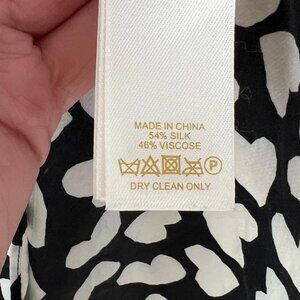 MADE IN CHINA
54% SILK
46% VISCOSE
P
DRY CLEAN ONLY